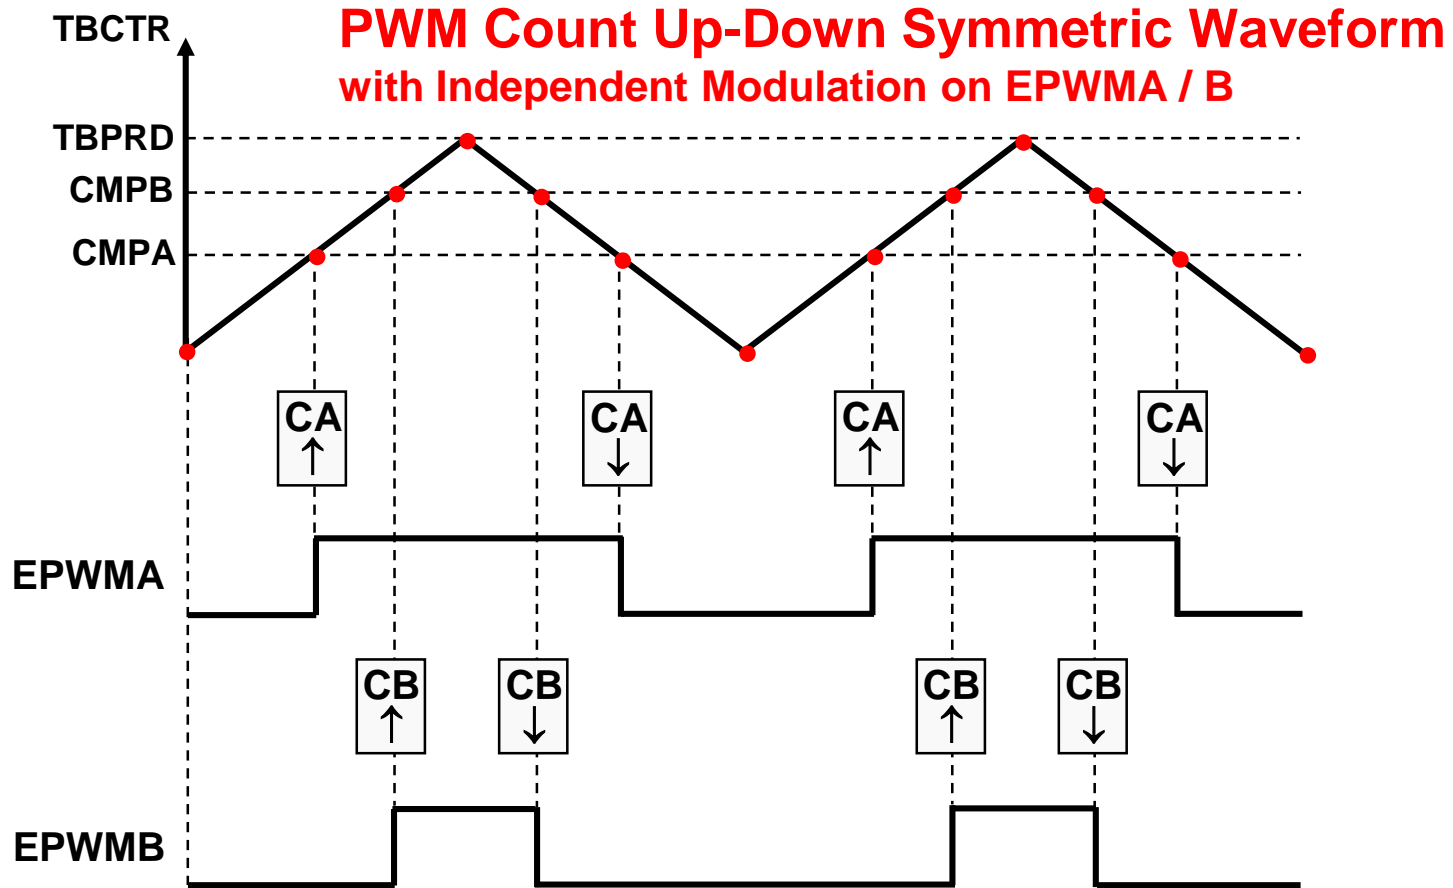 TBCTR
PWM Count Up-Down Symmetric Waveform
with Independent Modulation on EPWMA / B
TBPRD
CMPB
CMPA
CA
↑
CA
↓
CA
↑
CA
↓
EPWMA
CB
↑
CB
↓
CB
↑
CB
↓
EPWMB